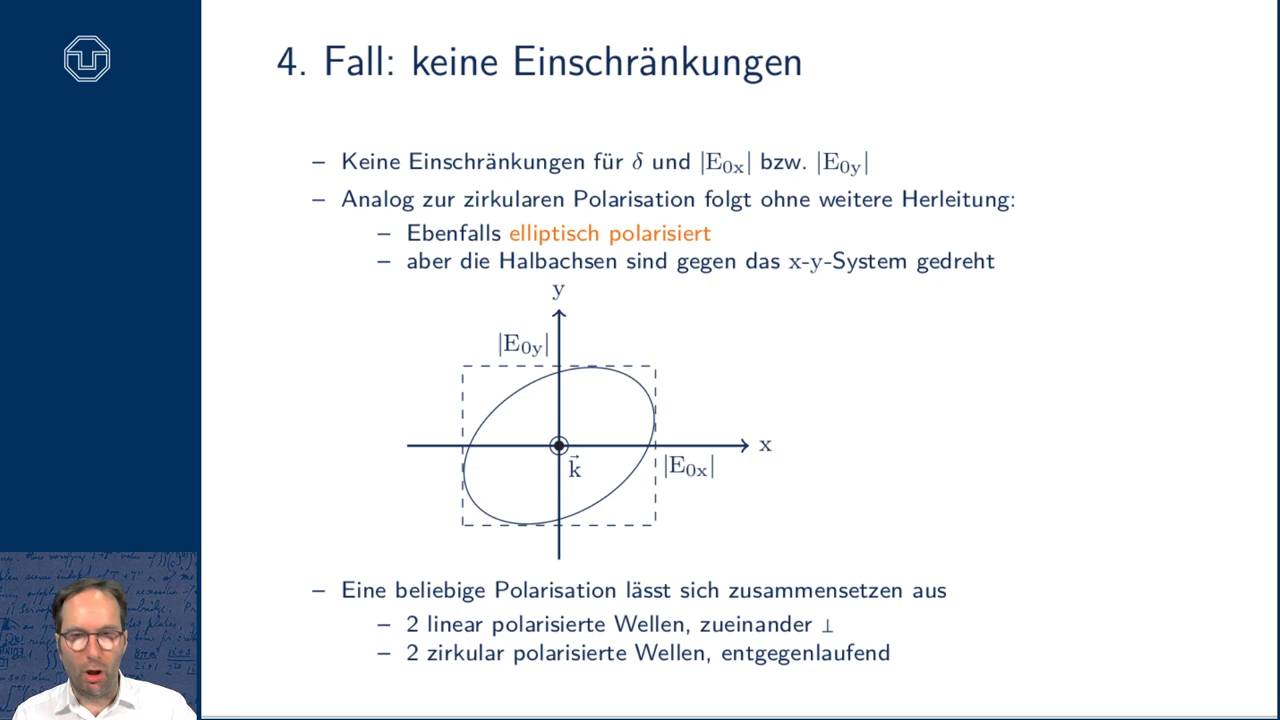 4. Fall: keine Einschränkungen
– Keine Einschränkungen für δ und |E₀ₓ| bzw. |E₀y|
– Analog zur zirkularen Polarisation folgt ohne weitere Herleitung:
– Ebenfalls elliptisch polarisiert
– aber die Halbachsen sind gegen das x-y-System gedreht
y
|E₀y|
x
k⃗
|E₀ₓ|
– Eine beliebige Polarisation lässt sich zusammensetzen aus
– 2 linear polarisierte Wellen, zueinander ⊥
– 2 zirkular polarisierte Wellen, entgegenlaufend